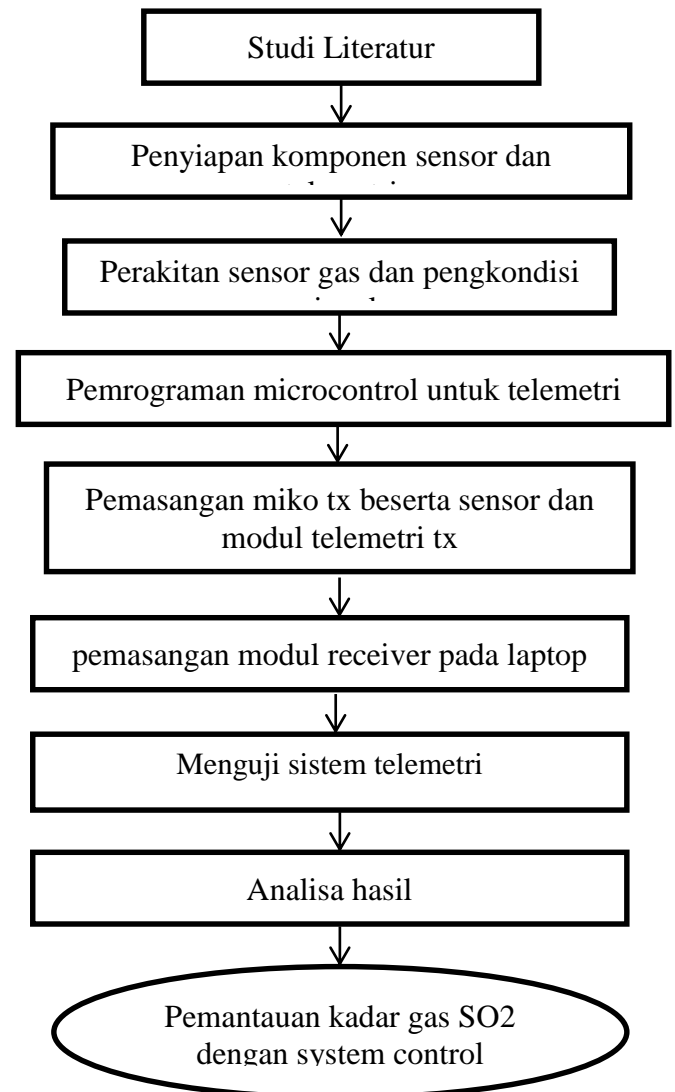 Studi Literatur
Penyiapan komponen sensor dan
Perakitan sensor gas dan pengkondisi
Pemrograman microcontrol untuk telemetri
Pemasangan miko tx beserta sensor dan
modul telemetri tx
pemasangan modul receiver pada laptop
Menguji sistem telemetri
Analisa hasil
Pemantauan kadar gas SO2
dengan system control